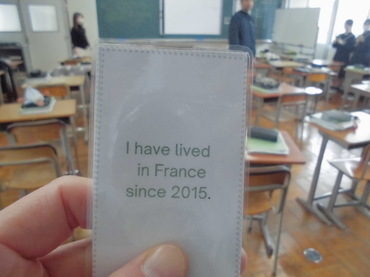 I have lived
in France
since 2015.